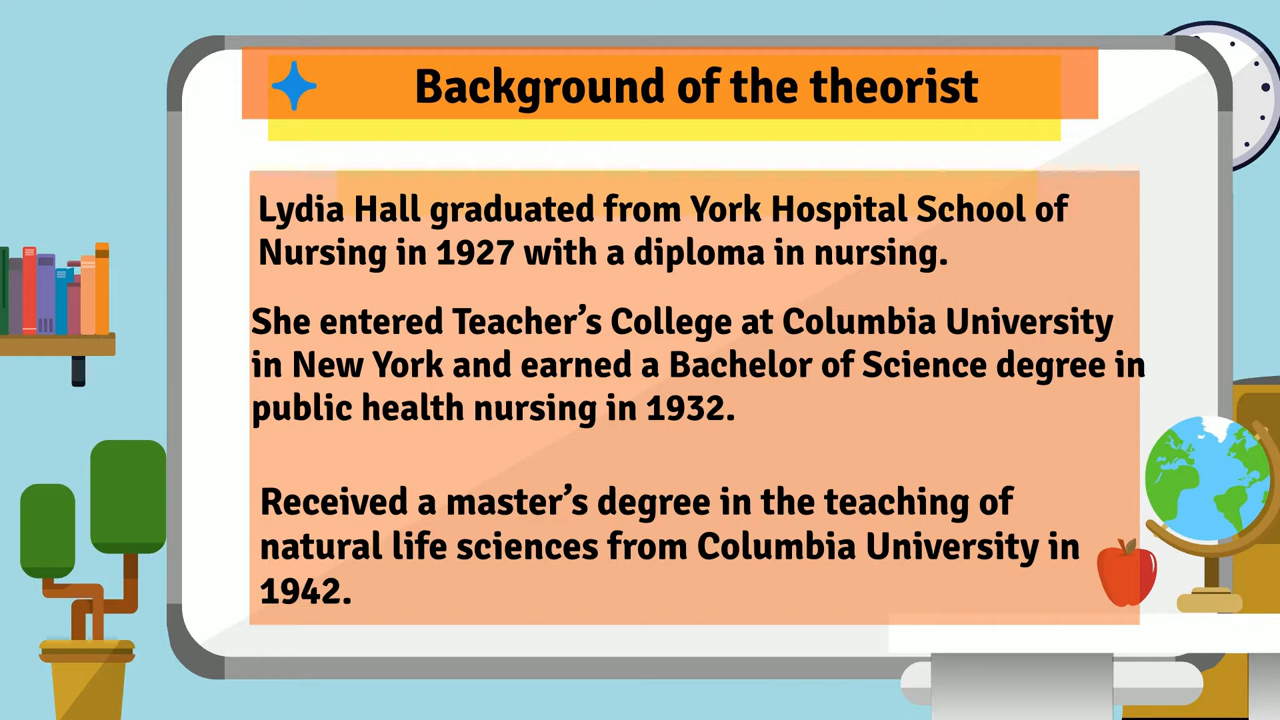 Background of the theorist
Lydia Hall graduated from York Hospital School of
Nursing in 1927 with a diploma in nursing.
She entered Teacher’s College at Columbia University
in New York and earned a Bachelor of Science degree in
public health nursing in 1932.
Received a master’s degree in the teaching of
natural life sciences from Columbia University in
1942.